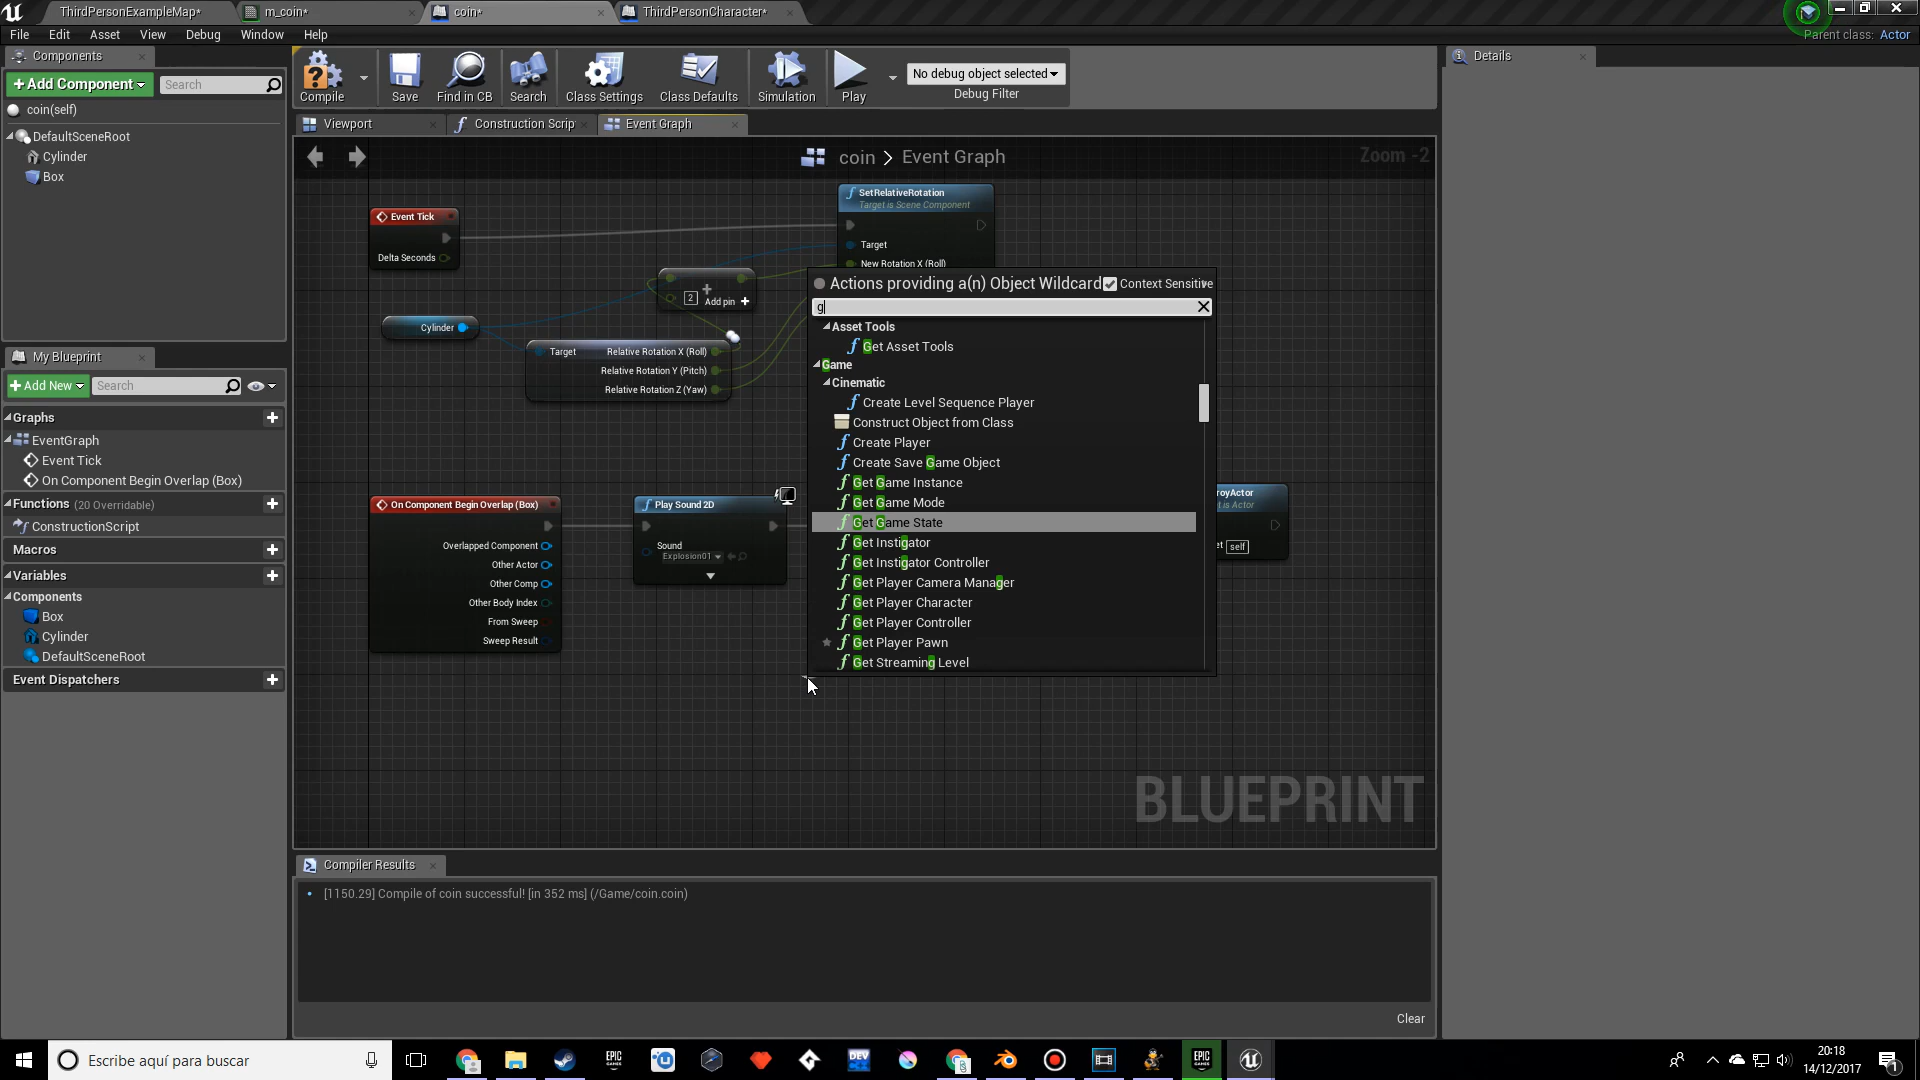 ThirdPersonExampleMap*
m_coin*
coin*
ThirdPersonCharacter*
File Edit Asset View Debug Window Help
Parent class: Actor
Components
+ Add Component
Search
coin(self)
DefaultSceneRoot
Cylinder
Box
Compile
Save
Find in CB
Search
Class Settings
Class Defaults
Simulation
Play
No debug object selected
Debug Filter
Details
Viewport
Construction Scrip
Event Graph
coin > Event Graph
Zoom -2
Event Tick
Delta Seconds
SetRelativeRotation
Target is Scene Component
Target
New Rotation X (Roll)
2
Add pin +
Cylinder
Target
Relative Rotation X (Roll)
Relative Rotation Y (Pitch)
Relative Rotation Z (Yaw)
On Component Begin Overlap (Box)
Overlapped Component
Other Actor
Other Comp
Other Body Index
From Sweep
Sweep Result
Play Sound 2D
Sound
Explosion01
Actions providing a(n) Object Wildcard
Context Sensitive
g
Asset Tools
Get Asset Tools
Game
Cinematic
Create Level Sequence Player
Construct Object from Class
Create Player
Create Save Game Object
Get Game Instance
Get Game Mode
Get Game State
Get Instigator
Get Instigator Controller
Get Player Camera Manager
Get Player Character
Get Player Controller
Get Player Pawn
Get Streaming Level
self
BLUEPRINT
My Blueprint
+ Add New
Search
Graphs
EventGraph
Event Tick
On Component Begin Overlap (Box)
Functions (20 Overridable)
ConstructionScript
Macros
Variables
Components
Box
Cylinder
DefaultSceneRoot
Event Dispatchers
Compiler Results
[1150.29] Compile of coin successful! [in 352 ms] (/Game/coin.coin)
Clear
Escribe aquí para buscar
20:18
14/12/2017